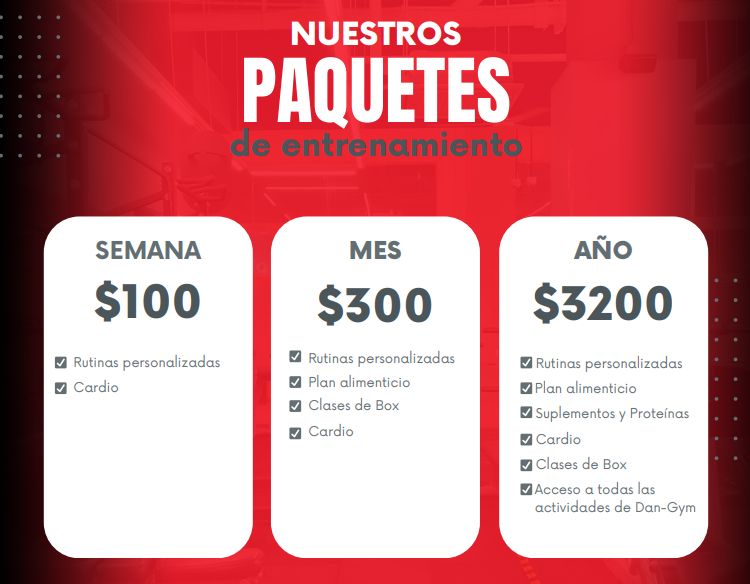 NUESTROS
PAQUETES
de entrenamiento
SEMANA
$100
Rutinas personalizadas
Cardio
MES
$300
Rutinas personalizadas
Plan alimenticio
Clases de Box
Cardio
AÑO
$3200
Rutinas personalizadas
Plan alimenticio
Suplementos y Proteínas
Cardio
Clases de Box
Acceso a todas las
actividades de Dan-Gym